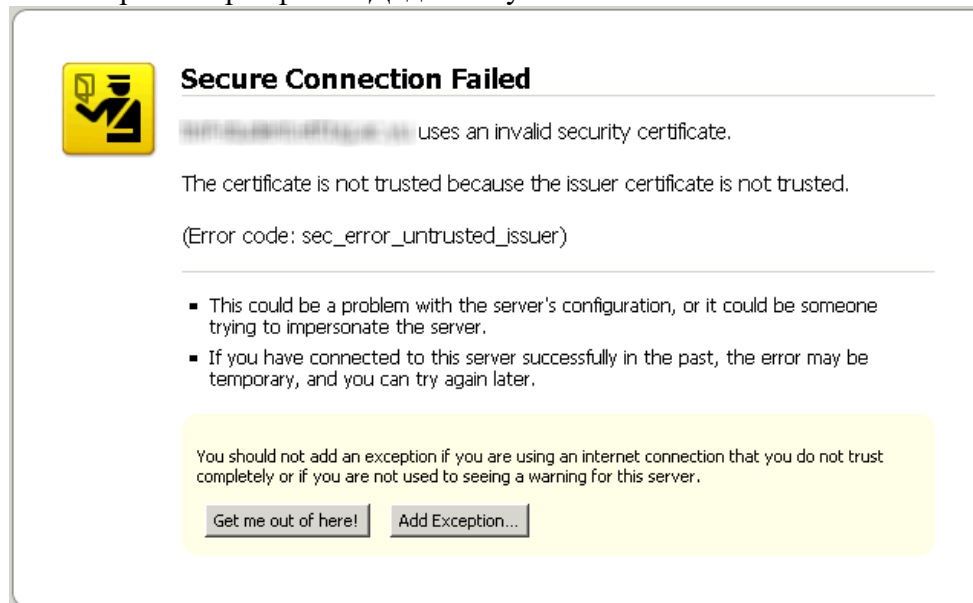 Secure Connection Failed
uses an invalid security certificate.
The certificate is not trusted because the issuer certificate is not trusted.
(Error code: sec_error_untrusted_issuer)
▪ This could be a problem with the server's configuration, or it could be someone
trying to impersonate the server.
▪ If you have connected to this server successfully in the past, the error may be
temporary, and you can try again later.
You should not add an exception if you are using an internet connection that you do not trust
completely or if you are not used to seeing a warning for this server.
Get me out of here! Add Exception...